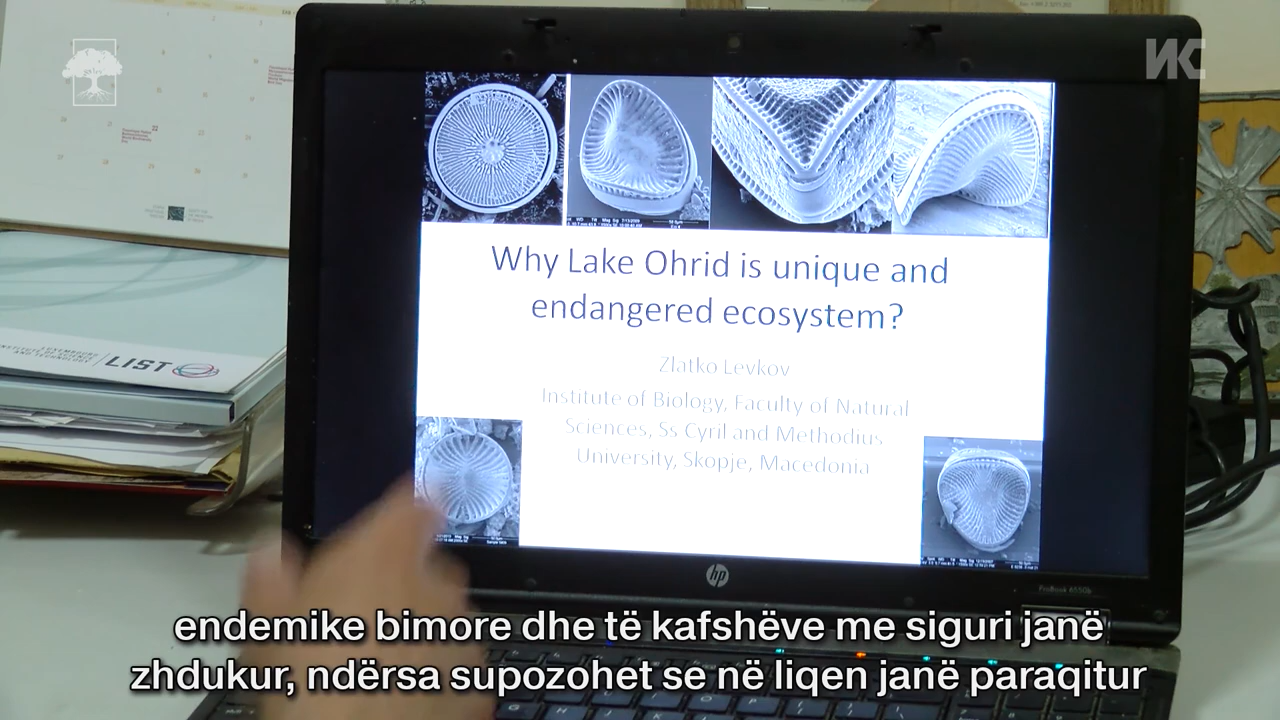 ИС
LIST
Why Lake Ohrid is unique and
endangered ecosystem?
Zlatko Levkov
Institute of Biology, Faculty of Natural
Sciences, Ss Cyril and Methodius
University, Skopje, Macedonia
hp
endemike bimore dhe të kafshëve me siguri janë
zhdukur, ndërsa supozohet se në liqen janë paraqitur